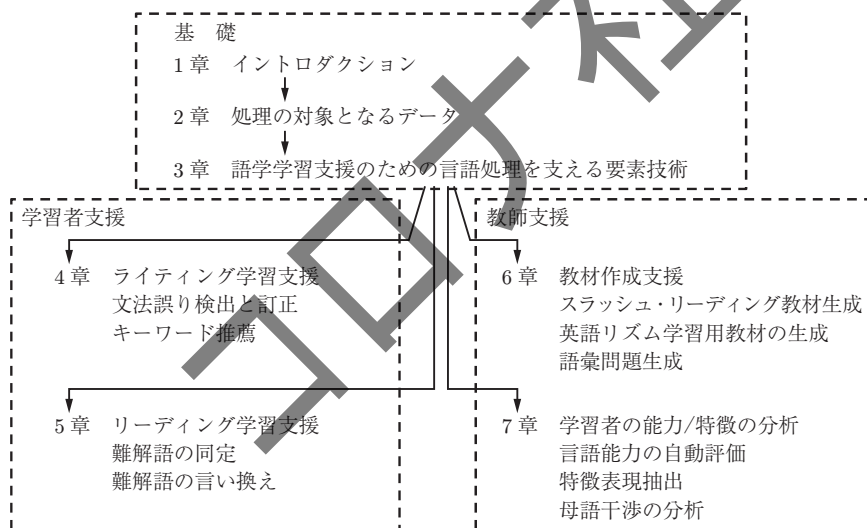 基 礎
1 章 イントロダクション
2 章 処理の対象となるデータ
3 章 語学学習支援のための言語処理を支える要素技術
学習者支援
4 章 ライティング学習支援
文法誤り検出と訂正
キーワード推薦
5 章 リーディング学習支援
難解語の同定
難解語の言い換え
教師支援
6 章 教材作成支援
スラッシュ・リーディング教材生成
英語リズム学習用教材の生成
語彙問題生成
7 章 学習者の能力/特徴の分析
言語能力の自動評価
特徴表現抽出
母語干渉の分析
コロナ社